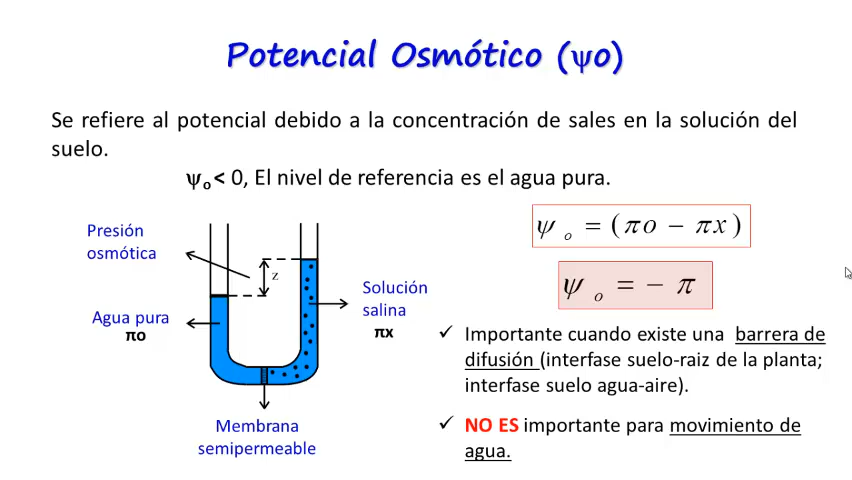 Potencial Osmótico (ψo)
Se refiere al potencial debido a la concentración de sales en la solución del
suelo.
ψo< 0, El nivel de referencia es el agua pura.
Presión
osmótica
z
Agua pura
πo
Solución
salina
πx
Membrana
semipermeable
ψ o = (πo − πx)
ψ o = − π
✓ Importante cuando existe una barrera de
difusión (interfase suelo-raiz de la planta;
interfase suelo agua-aire).
✓ NO ES importante para movimiento de
agua.